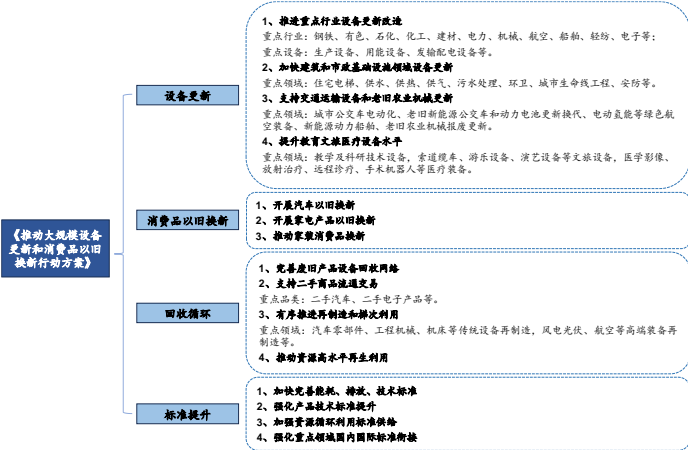 《推动大规模设备
更新和消费品以旧
换新行动方案》
设备更新
1、推进重点行业设备更新改造
重点行业：钢铁、有色、石化、化工、建材、电力、机械、航空、船舶、轻纺、电子等；
重点设备：生产设备、用能设备、发输配电设备等。
2、加快建筑和市政基础设施领域设备更新
重点领域：住宅电梯、供水、供热、供气、污水处理、环卫、城市生命线工程、安防等。
3、支持交通运输设备和老旧农业机械更新
重点领域：城市公交车电动化、老旧新能源公交车和动力电池更新换代、电动氢能等绿色航
空装备、新能源动力船舶、老旧农业机械报废更新。
4、提升教育文旅医疗设备水平
重点领域：教学及科研技术设备，索道缆车、游乐设备、演艺设备等文旅设备，医学影像、
放射治疗、远程诊疗、手术机器人等医疗装备。
消费品以旧换新
1、开展汽车以旧换新
2、开展家电产品以旧换新
3、推动家装消费品换新
回收循环
1、完善废旧产品设备回收网络
2、支持二手商品流通交易
重点品类：二手汽车、二手电子产品等。
3、有序推进再制造和梯次利用
重点领域：汽车零部件、工程机械、机床等传统设备再制造，风电光伏、航空等高端装备再
制造等。
4、推动资源高水平再生利用
标准提升
1、加快完善能耗、排放、技术标准
2、强化产品技术标准提升
3、加强资源循环利用标准供给
4、强化重点领域国内国际标准衔接